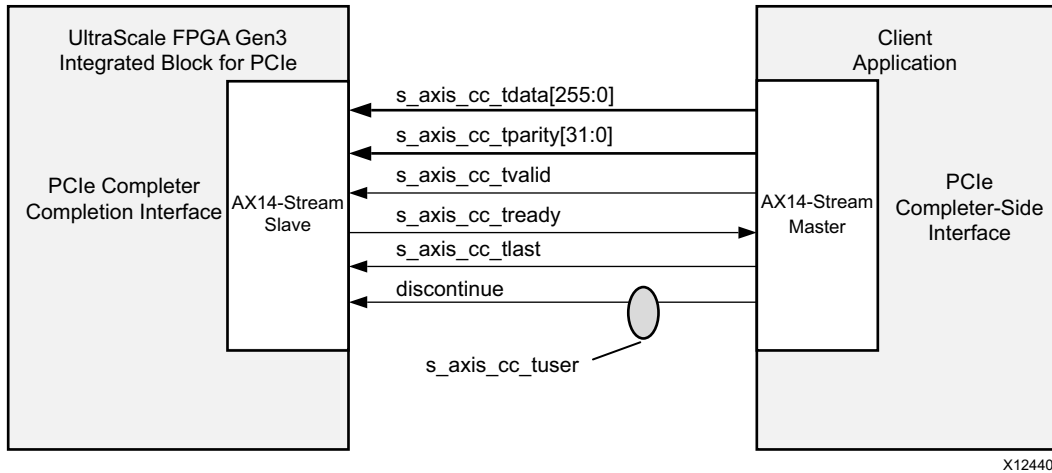 UltraScale FPGA Gen3
Integrated Block for PCIe
Client
Application
s_axis_cc_tdata[255:0]
s_axis_cc_tparity[31:0]
s_axis_cc_tvalid
s_axis_cc_tready
s_axis_cc_tlast
discontinue
s_axis_cc_tuser
PCIe Completer
Completion Interface
AX14-Stream
Slave
AX14-Stream
Master
PCIe
Completer-Side
Interface
X12440